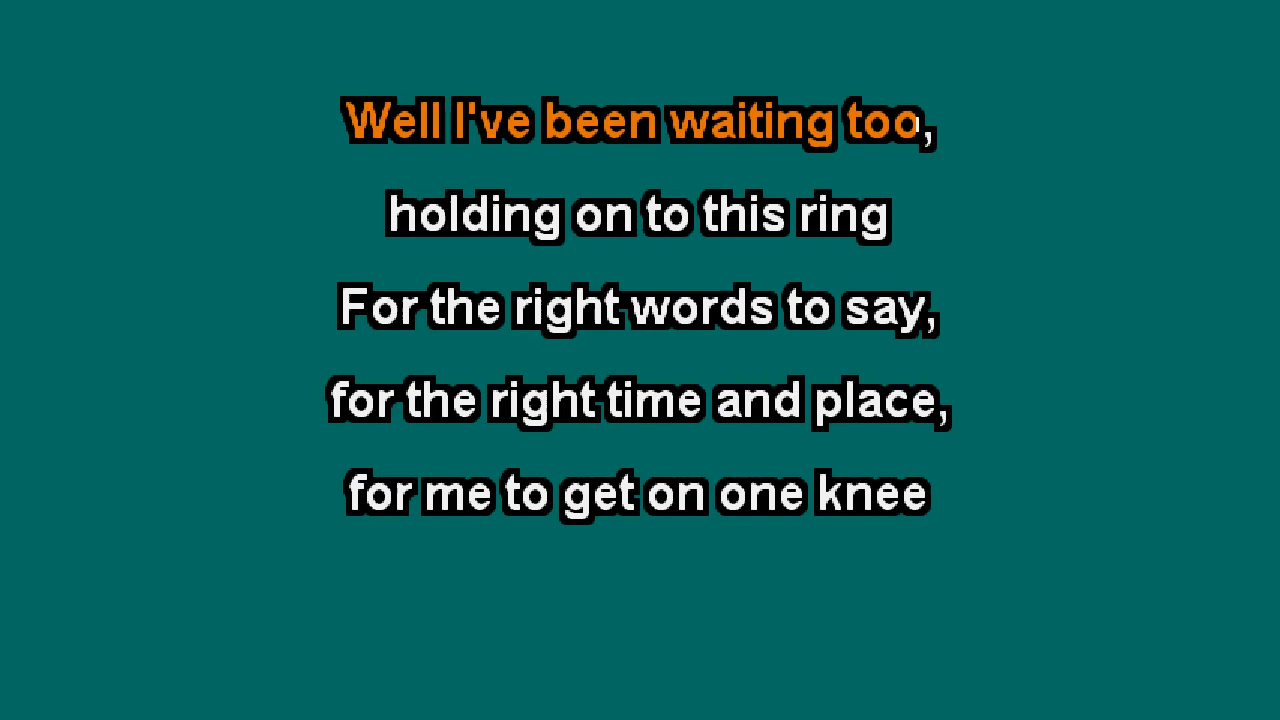 Well I've been waiting too,
holding on to this ring
For the right words to say,
for the right time and place,
for me to get on one knee